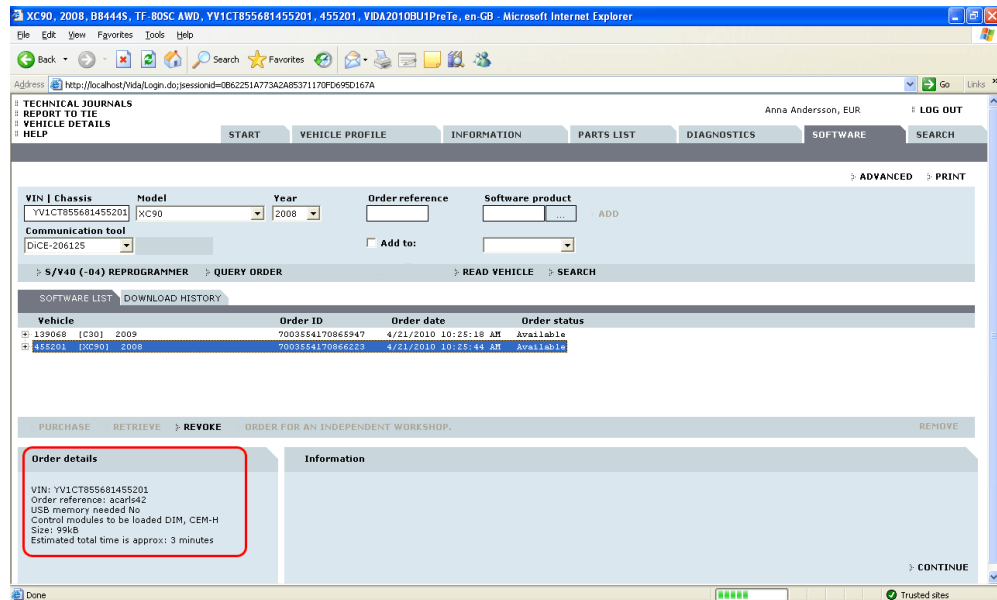 XC90, 2008, B8444S, TF-80SC AWD, YV1CT855681455201, 455201, VIDA2010BU1PreTe, en-GB - Microsoft Internet Explorer
File Edit View Favorites Tools Help
Back Search Favorites
Address http://localhost/Vida/Login.do;jsessionid=0B62251A773A2A85371170FD695D167A Go Links
TECHNICAL JOURNALS
REPORT TO TIE
VEHICLE DETAILS
HELP
Anna Andersson, EUR LOG OUT
START VEHICLE PROFILE INFORMATION PARTS LIST DIAGNOSTICS SOFTWARE SEARCH
ADVANCED PRINT
VIN | Chassis Model Year Order reference Software product
YV1CT855681455201 XC90 2008 ... ADD
Communication tool
DiCE-206125 Add to:
S/V40 (-04) REPROGRAMMER QUERY ORDER READ VEHICLE SEARCH
SOFTWARE LIST DOWNLOAD HISTORY
Vehicle Order ID Order date Order status
139068 [C30] 2009 7003554170865947 4/21/2010 10:25:18 AM Available
455201 [XC90] 2008 7003554170866223 4/21/2010 10:25:44 AM Available
PURCHASE RETRIEVE REVOKE ORDER FOR AN INDEPENDENT WORKSHOP. REMOVE
Order details Information
VIN: YV1CT855681455201
Order reference: acarls42
USB memory needed No
Control modules to be loaded DIM, CEM-H
Size: 99kB
Estimated total time is approx: 3 minutes
CONTINUE
Done Trusted sites